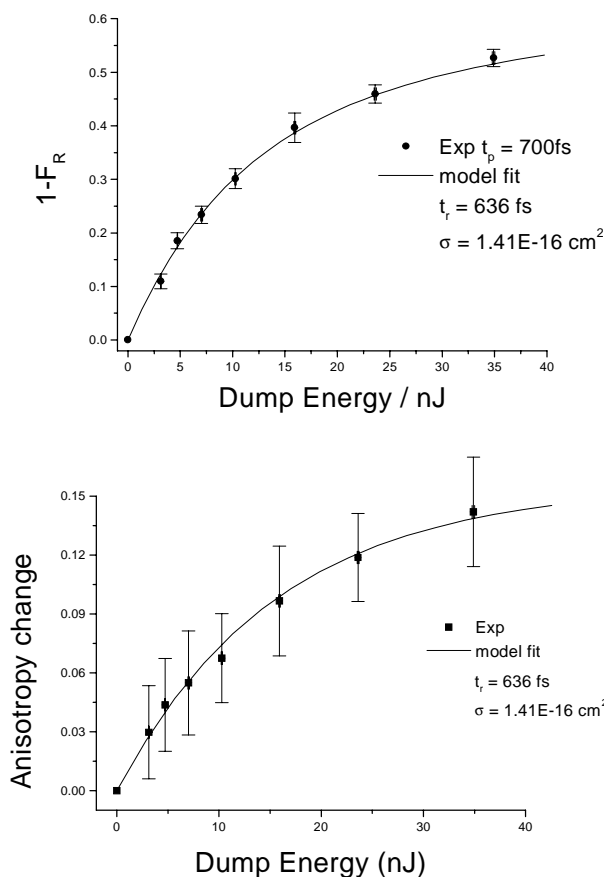 0.6
0.5
0.4
0.3
0.2
0.1
0.0
1-F_R
Exp t_p = 700fs
model fit
t_r = 636 fs
σ = 1.41E-16 cm²
0 5 10 15 20 25 30 35 40
Dump Energy / nJ
0.15
0.12
0.09
0.06
0.03
0.00
Anisotropy change
Exp
model fit
t_r = 636 fs
σ = 1.41E-16 cm²
0 10 20 30 40
Dump Energy (nJ)